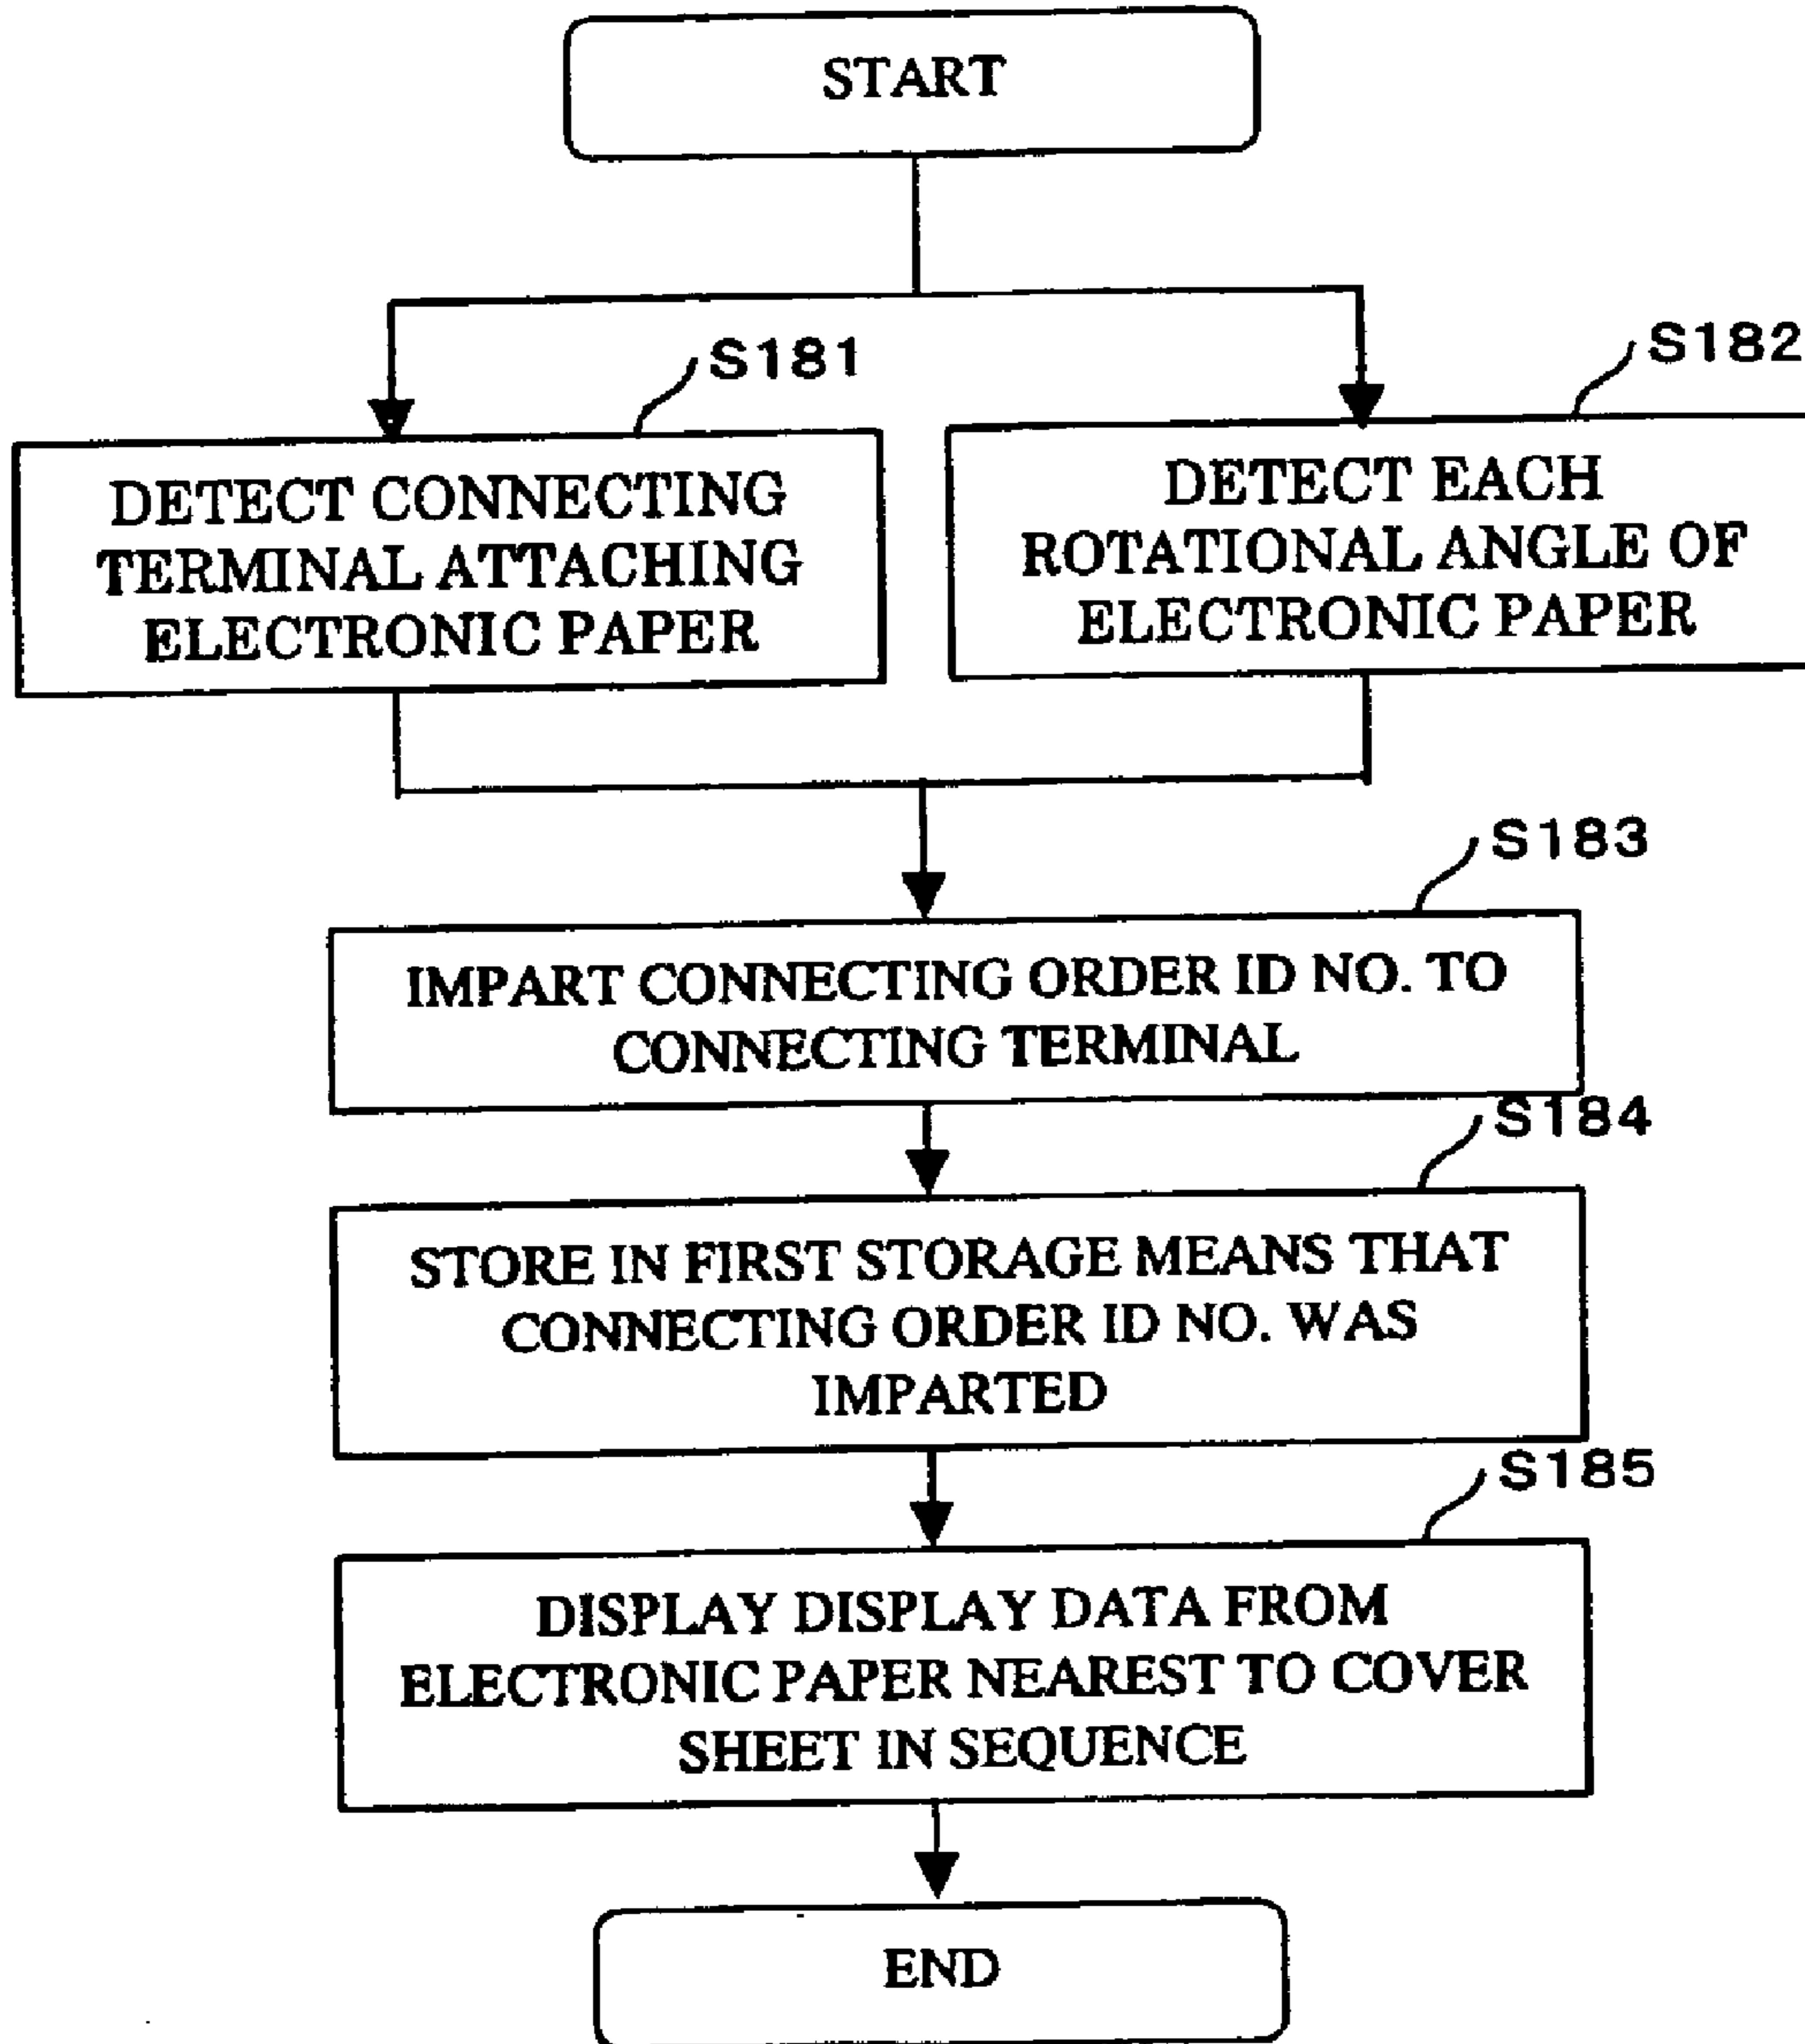 START
S181
S182
DETECT CONNECTING
TERMINAL ATTACHING
ELECTRONIC PAPER
DETECT EACH
ROTATIONAL ANGLE OF
ELECTRONIC PAPER
S183
IMPART CONNECTING ORDER ID NO. TO
CONNECTING TERMINAL
S184
STORE IN FIRST STORAGE MEANS THAT
CONNECTING ORDER ID NO. WAS
IMPARTED
S185
DISPLAY DISPLAY DATA FROM
ELECTRONIC PAPER NEAREST TO COVER
SHEET IN SEQUENCE
END